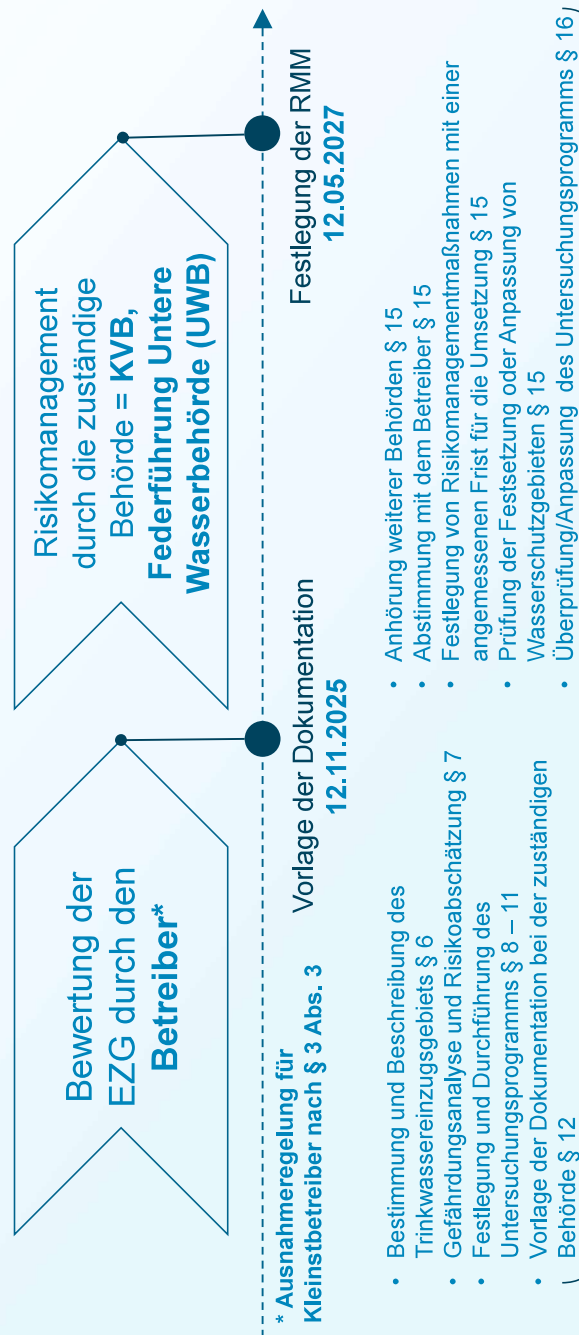 Bewertung der
EZG durch den
Betreiber*
Risikomanagement
durch die zuständige
Behörde = KVB,
Federführung Untere
Wasserbehörde (UWB)
* Ausnahmeregelung für
Kleinstbetreiber nach § 3 Abs. 3
Vorlage der Dokumentation
12.11.2025
Festlegung der RMM
12.05.2027
• Bestimmung und Beschreibung des
Trinkwassereinzugsgebiets § 6
• Gefährdungsanalyse und Risikoabschätzung § 7
• Festlegung und Durchführung des
Untersuchungsprogramms § 8 – 11
• Vorlage der Dokumentation bei der zuständigen
Behörde § 12
• Anhörung weiterer Behörden § 15
• Abstimmung mit dem Betreiber § 15
• Festlegung von Risikomanagementmaßnahmen mit einer
angemessenen Frist für die Umsetzung § 15
• Prüfung der Festsetzung oder Anpassung von
Wasserschutzgebieten § 15
• Überprüfung/Anpassung des Untersuchungsprogramms § 16